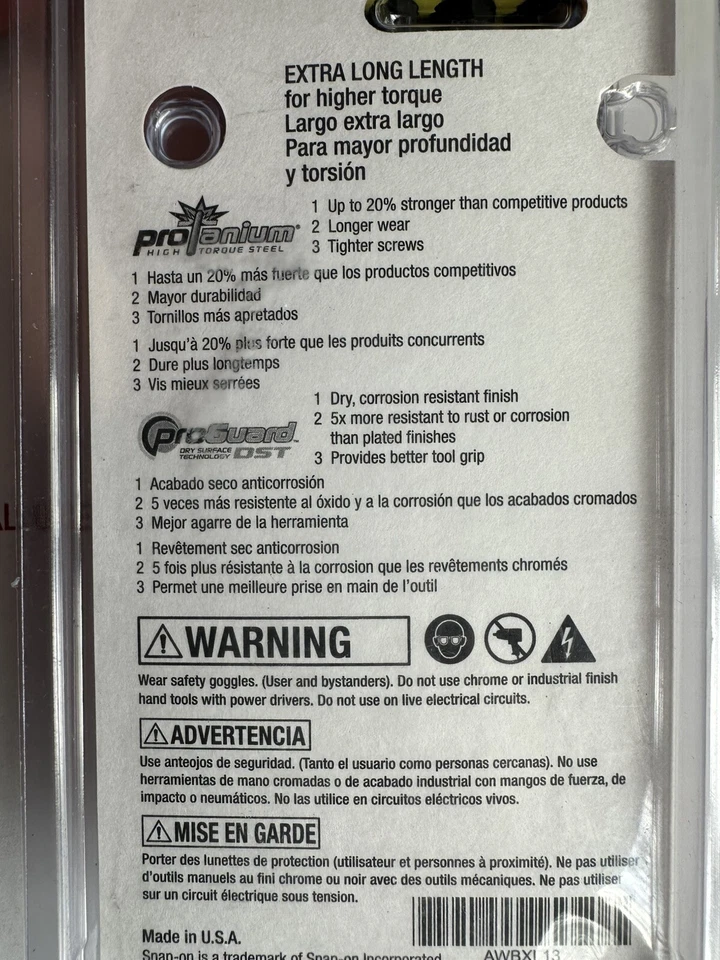 EXTRA LONG LENGTH
for higher torque
Largo extra largo
Para mayor profundidad
y torsión
proTanium®
HIGH TORQUE STEEL
1 Up to 20% stronger than competitive products
2 Longer wear
3 Tighter screws
1 Hasta un 20% más fuerte que los productos competitivos
2 Mayor durabilidad
3 Tornillos más apretados
1 Jusqu'à 20% plus forte que les produits concurrents
2 Dure plus longtemps
3 Vis mieux serrées
ProGuard™
DRY SURFACE
TECHNOLOGY DST
1 Dry, corrosion resistant finish
2 5x more resistant to rust or corrosion
than plated finishes
3 Provides better tool grip
1 Acabado seco anticorrosión
2 5 veces más resistente al óxido y a la corrosión que los acabados cromados
3 Mejor agarre de la herramienta
1 Revêtement sec anticorrosion
2 5 fois plus résistante à la corrosion que les revêtements chromés
3 Permet une meilleure prise en main de l'outil
WARNING
Wear safety goggles. (User and bystanders). Do not use chrome or industrial finish
hand tools with power drivers. Do not use on live electrical circuits.
ADVERTENCIA
Use anteojos de seguridad. (Tanto el usuario como personas cercanas). No use
herramientas de mano cromadas o de acabado industrial con mangos de fuerza, de
impacto o neumáticos. No las utilice en circuitos eléctricos vivos.
MISE EN GARDE
Porter des lunettes de protection (utilisateur et personnes à proximité). Ne pas utiliser
d'outils manuels au fini chrome ou noir avec des outils mécaniques. Ne pas utiliser
sur un circuit électrique sous tension.
Made in U.S.A.
Snap-on is a trademark of Snap-on Incorporated
AWBXL13